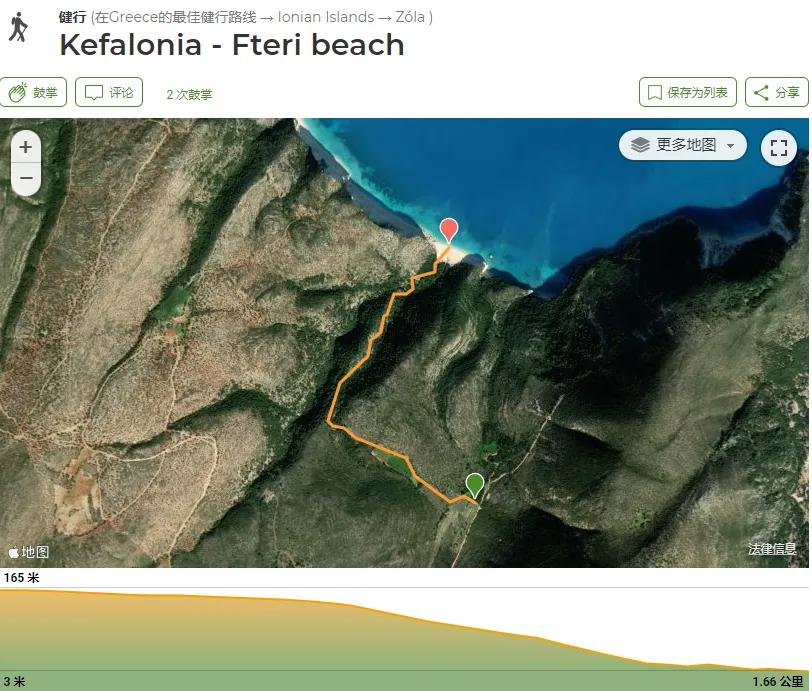 健行 (在Greece的最佳健行路线 → Ionian Islands → Zóla )
Kefalonia - Fteri beach
鼓掌 评论 2 次鼓掌 保存为列表 分享
+ 更多地图
−
地图 法律信息
165 米
3 米 1.66 公里